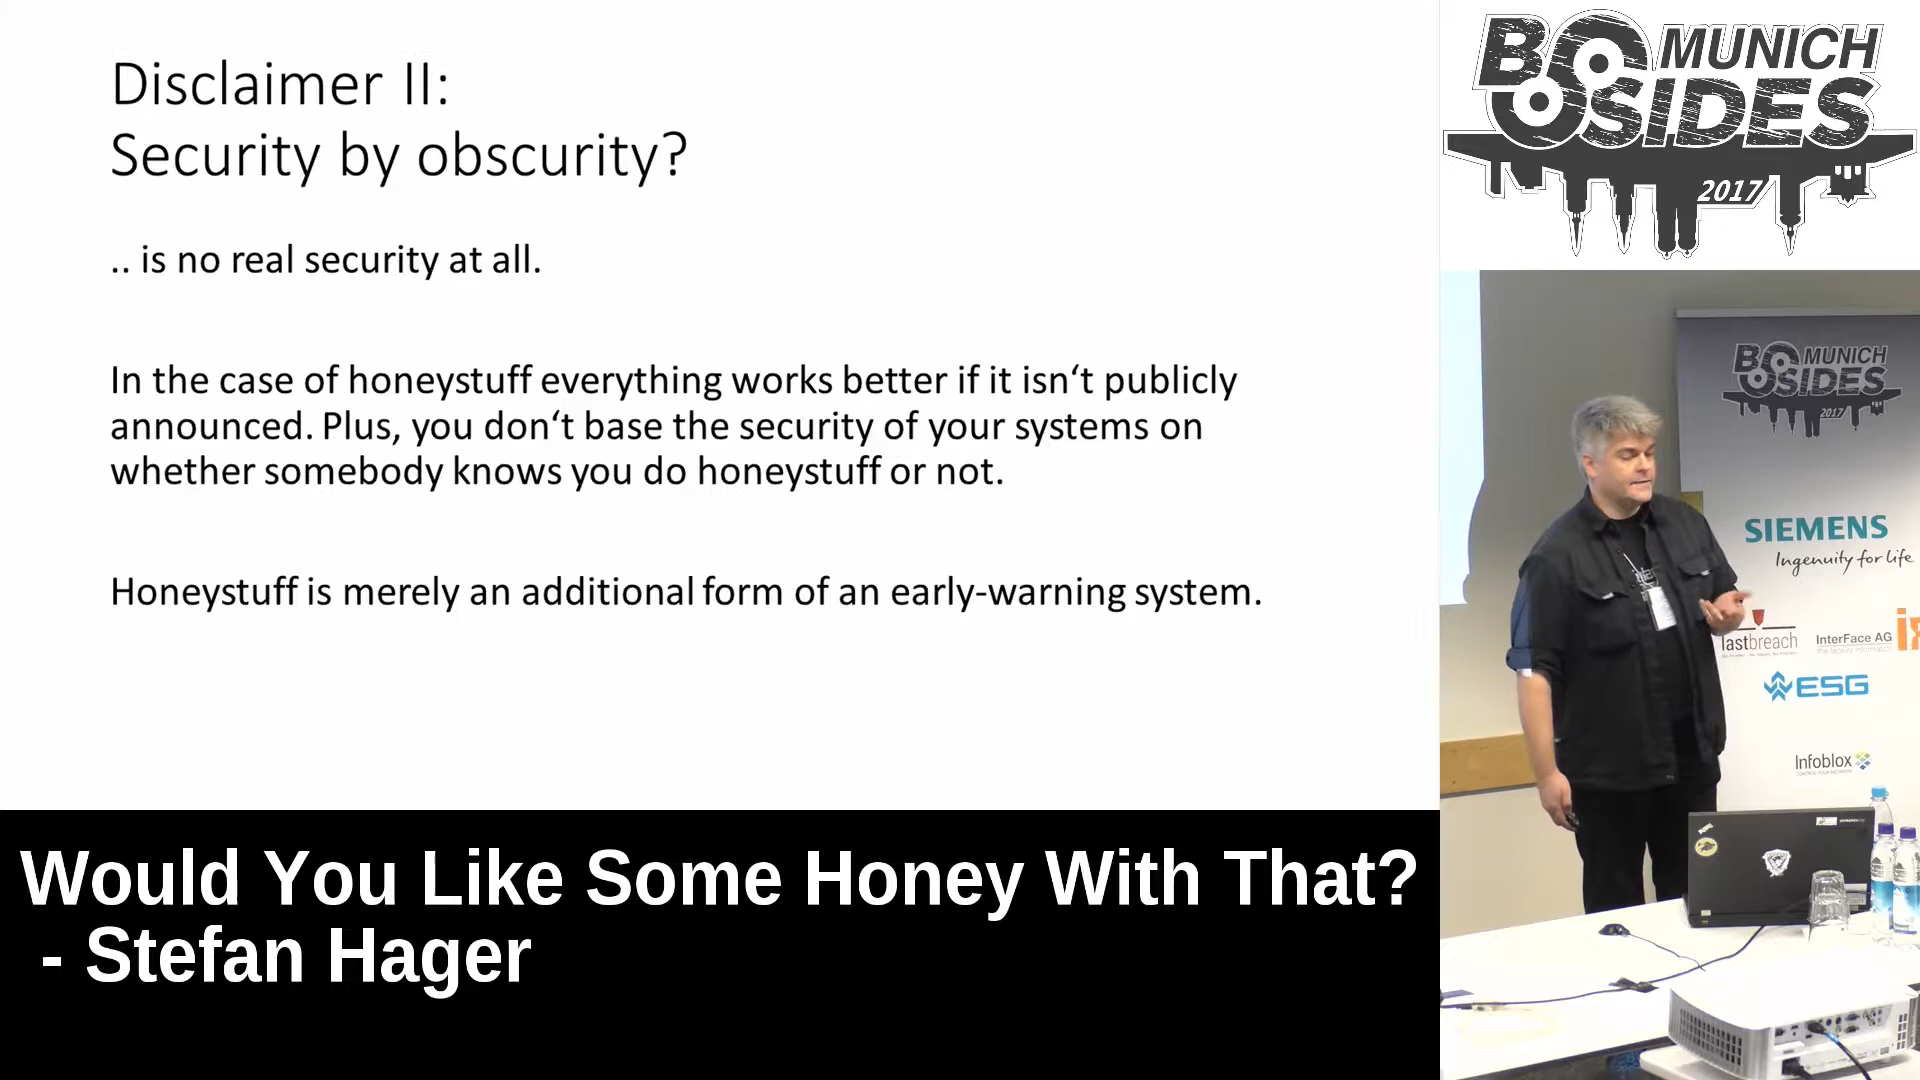 Disclaimer II:
Security by obscurity?
.. is no real security at all.
In the case of honeystuff everything works better if it isn‘t publicly
announced. Plus, you don‘t base the security of your systems on
whether somebody knows you do honeystuff or not.
Honeystuff is merely an additional form of an early-warning system.
Would You Like Some Honey With That?
- Stefan Hager
MUNICH
BSIDES
2017
MUNICH
BSIDES
2017
SIEMENS
Ingenuity for life
lastbreach
InterFace AG
ESG
Infoblox